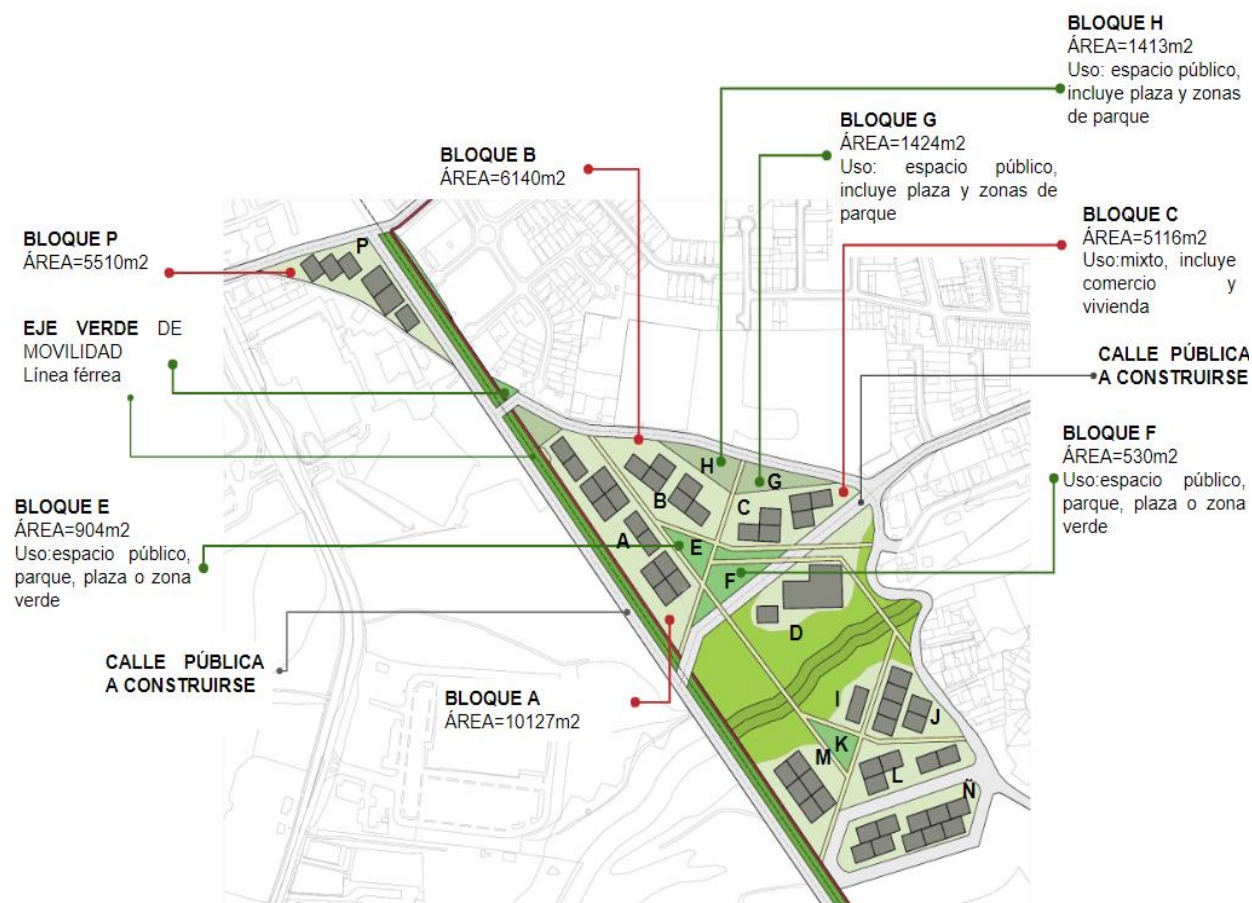 BLOQUE H
ÁREA=1413m2
Uso: espacio público,
incluye plaza y zonas
de parque
BLOQUE G
ÁREA=1424m2
Uso: espacio público,
incluye plaza y zonas de
parque
BLOQUE B
ÁREA=6140m2
BLOQUE C
ÁREA=5116m2
Uso:mixto, incluye
comercio y
vivienda
BLOQUE P
ÁREA=5510m2
EJE VERDE DE
MOVILIDAD
Línea férrea
CALLE PÚBLICA
A CONSTRUIRSE
BLOQUE F
ÁREA=530m2
Uso:espacio público,
parque, plaza o zona
verde
BLOQUE E
ÁREA=904m2
Uso:espacio público,
parque, plaza o zona
verde
CALLE PÚBLICA
A CONSTRUIRSE
BLOQUE A
ÁREA=10127m2
P
H
G
B
C
A
E
F
D
I
J
K
M
L
Ñ